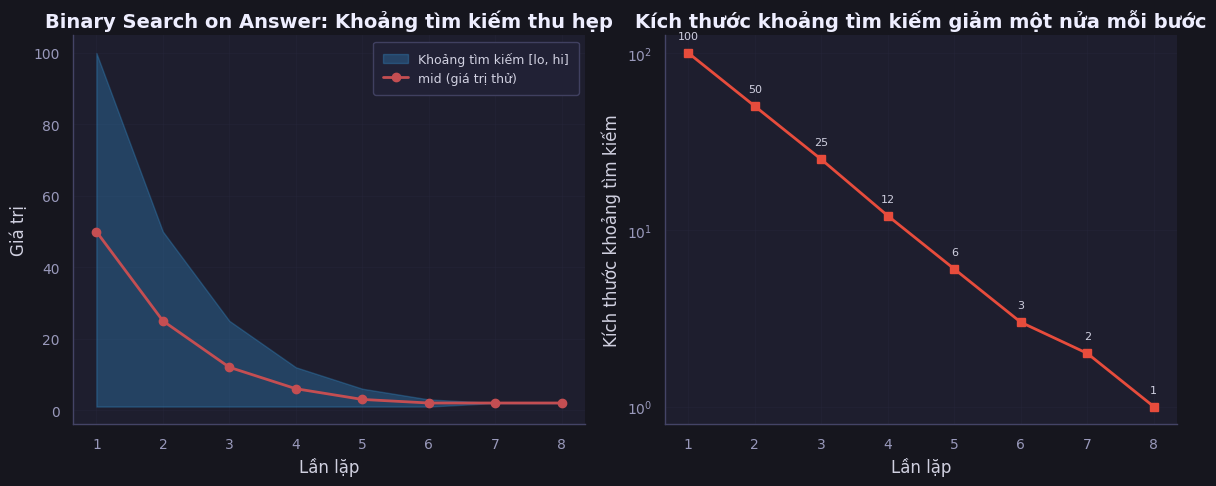 Binary Search on Answer: Khoảng tìm kiếm thu hẹp
Khoảng tìm kiếm [lo, hi]
mid (giá trị thử)
Giá trị
100
80
60
40
20
0
1 2 3 4 5 6 7 8
Lần lặp
Kích thước khoảng tìm kiếm giảm một nửa mỗi bước
Kích thước khoảng tìm kiếm
10²
10¹
10⁰
100
50
25
12
6
3
2
1
1 2 3 4 5 6 7 8
Lần lặp